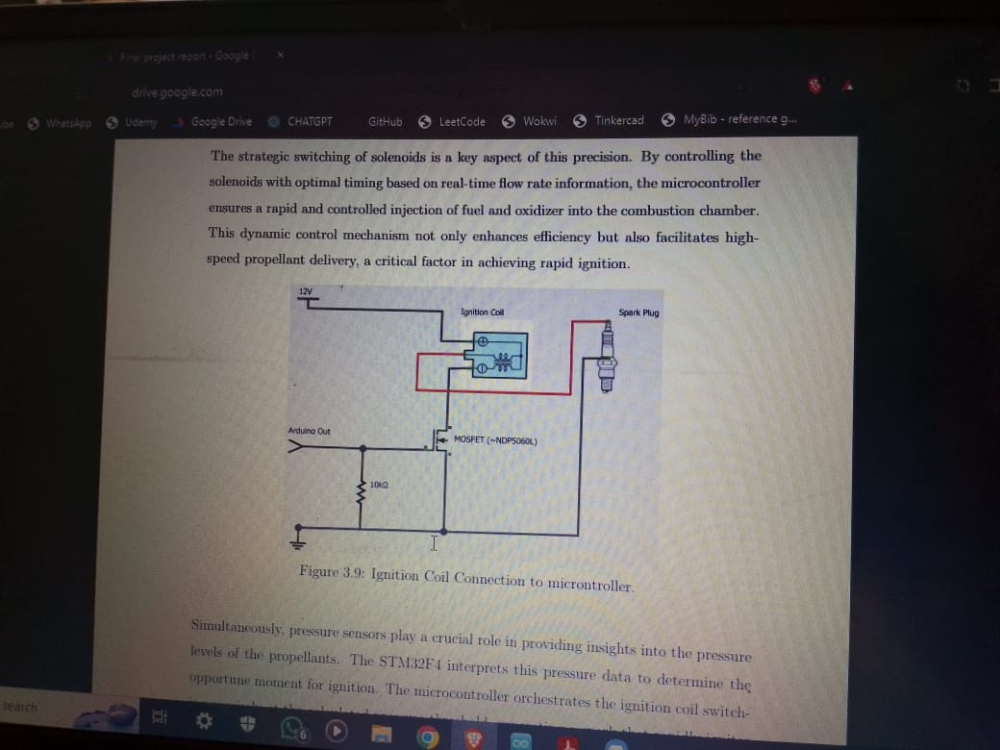 Final project report - Google
drive.google.com
WhatsApp Udemy Google Drive CHATGPT GitHub LeetCode Wokwi Tinkercad MyBib - reference g...
The strategic switching of solenoids is a key aspect of this precision. By controlling the
solenoids with optimal timing based on real-time flow rate information, the microcontroller
ensures a rapid and controlled injection of fuel and oxidizer into the combustion chamber.
This dynamic control mechanism not only enhances efficiency but also facilitates high-
speed propellant delivery, a critical factor in achieving rapid ignition.
12V
Ignition Coil
Spark Plug
Arduino Out
MOSFET (~NDP5060L)
10kΩ
Figure 3.9: Ignition Coil Connection to microntroller.
Simultaneously, pressure sensors play a crucial role in providing insights into the pressure
levels of the propellants. The STM32F4 interprets this pressure data to determine the
opportune moment for ignition. The microcontroller orchestrates the ignition coil switch-
search
6